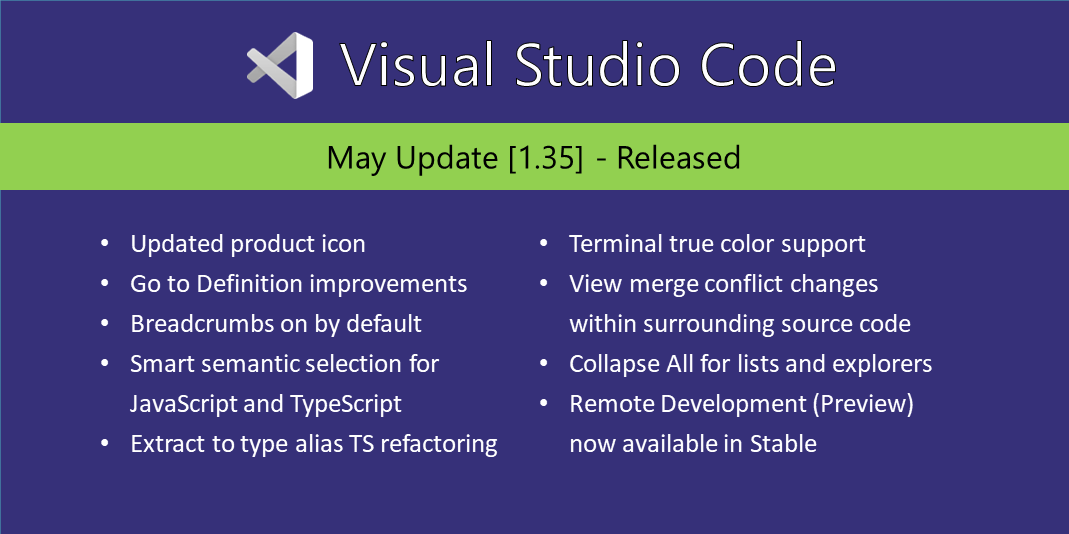 Visual Studio Code
May Update [1.35] - Released
• Updated product icon
• Go to Definition improvements
• Breadcrumbs on by default
• Smart semantic selection for
JavaScript and TypeScript
• Extract to type alias TS refactoring
• Terminal true color support
• View merge conflict changes
within surrounding source code
• Collapse All for lists and explorers
• Remote Development (Preview)
now available in Stable